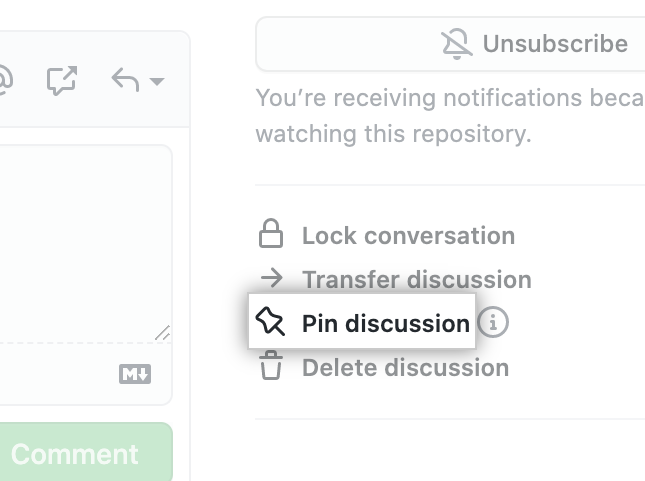 @
Unsubscribe
You’re receiving notifications beca
watching this repository.
Lock conversation
Transfer discussion
Pin discussion
Delete discussion
M
Comment